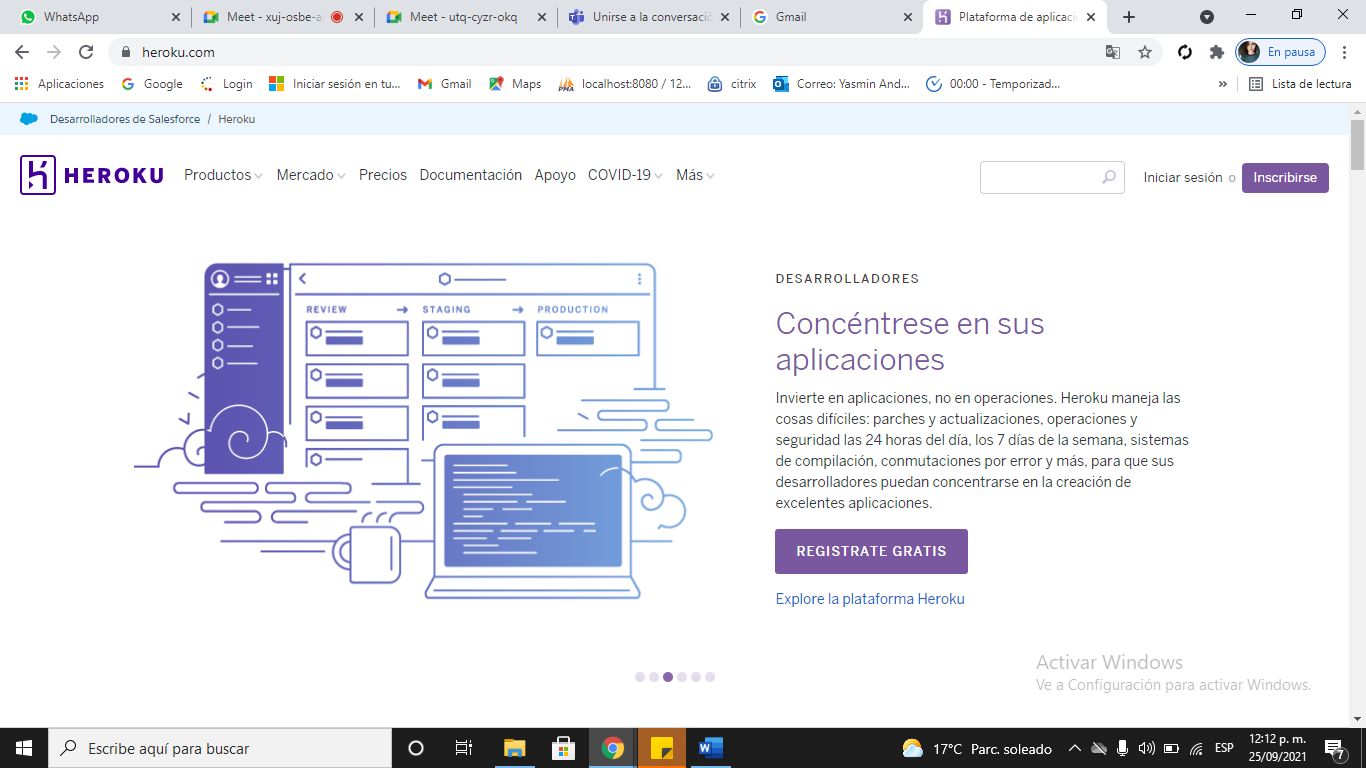 WhatsApp
Meet - xuj-osbe-a
Meet - utq-cyzr-okq
Unirse a la conversació
Gmail
Plataforma de aplicaci
heroku.com
En pausa
Aplicaciones
Google
Login
Iniciar sesión en tu...
Gmail
Maps
localhost:8080 / 12...
citrix
Correo: Yasmin And...
00:00 - Temporizad...
»
Lista de lectura
Desarrolladores de Salesforce / Heroku
HEROKU
Productos
Mercado
Precios
Documentación
Apoyo
COVID-19
Más
Iniciar sesión o
Inscribirse
REVIEW
STAGING
PRODUCTION
DESARROLLADORES
Concéntrese en sus
aplicaciones
Invierte en aplicaciones, no en operaciones. Heroku maneja las
cosas difíciles: parches y actualizaciones, operaciones y
seguridad las 24 horas del día, los 7 días de la semana, sistemas
de compilación, conmutaciones por error y más, para que sus
desarrolladores puedan concentrarse en la creación de
excelentes aplicaciones.
REGISTRATE GRATIS
Explore la plataforma Heroku
Activar Windows
Ve a Configuración para activar Windows.
Escribe aquí para buscar
17°C Parc. soleado
ESP
12:12 p. m.
25/09/2021
7